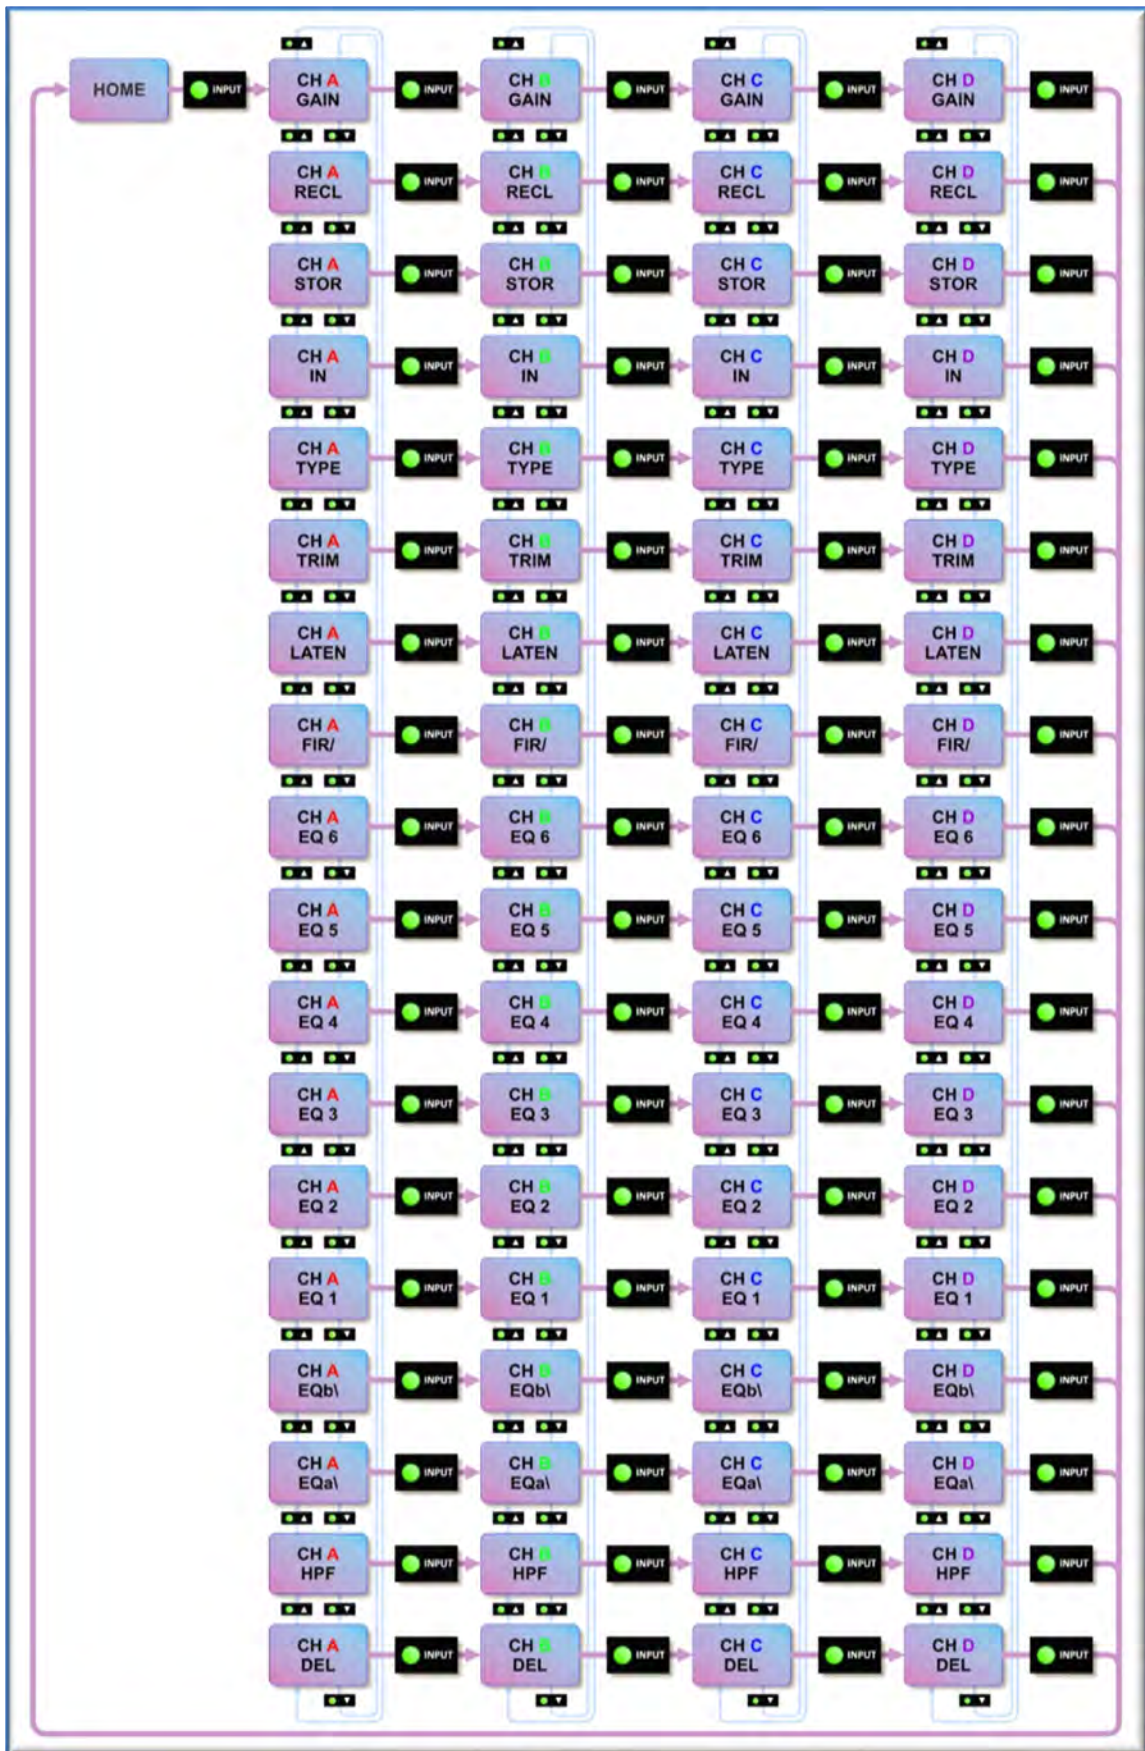 HOME INPUT CH A GAIN INPUT CH B GAIN INPUT CH C GAIN INPUT CH D GAIN INPUT
CH A RECL INPUT CH B RECL INPUT CH C RECL INPUT CH D RECL INPUT
CH A STOR INPUT CH B STOR INPUT CH C STOR INPUT CH D STOR INPUT
CH A IN INPUT CH B IN INPUT CH C IN INPUT CH D IN INPUT
CH A TYPE INPUT CH B TYPE INPUT CH C TYPE INPUT CH D TYPE INPUT
CH A TRIM INPUT CH B TRIM INPUT CH C TRIM INPUT CH D TRIM INPUT
CH A LATEN INPUT CH B LATEN INPUT CH C LATEN INPUT CH D LATEN INPUT
CH A FIR/ INPUT CH B FIR/ INPUT CH C FIR/ INPUT CH D FIR/ INPUT
CH A EQ 6 INPUT CH B EQ 6 INPUT CH C EQ 6 INPUT CH D EQ 6 INPUT
CH A EQ 5 INPUT CH B EQ 5 INPUT CH C EQ 5 INPUT CH D EQ 5 INPUT
CH A EQ 4 INPUT CH B EQ 4 INPUT CH C EQ 4 INPUT CH D EQ 4 INPUT
CH A EQ 3 INPUT CH B EQ 3 INPUT CH C EQ 3 INPUT CH D EQ 3 INPUT
CH A EQ 2 INPUT CH B EQ 2 INPUT CH C EQ 2 INPUT CH D EQ 2 INPUT
CH A EQ 1 INPUT CH B EQ 1 INPUT CH C EQ 1 INPUT CH D EQ 1 INPUT
CH A EQb\ INPUT CH B EQb\ INPUT CH C EQb\ INPUT CH D EQb\ INPUT
CH A EQa\ INPUT CH B EQa\ INPUT CH C EQa\ INPUT CH D EQa\ INPUT
CH A HPF INPUT CH B HPF INPUT CH C HPF INPUT CH D HPF INPUT
CH A DEL INPUT CH B DEL INPUT CH C DEL INPUT CH D DEL INPUT